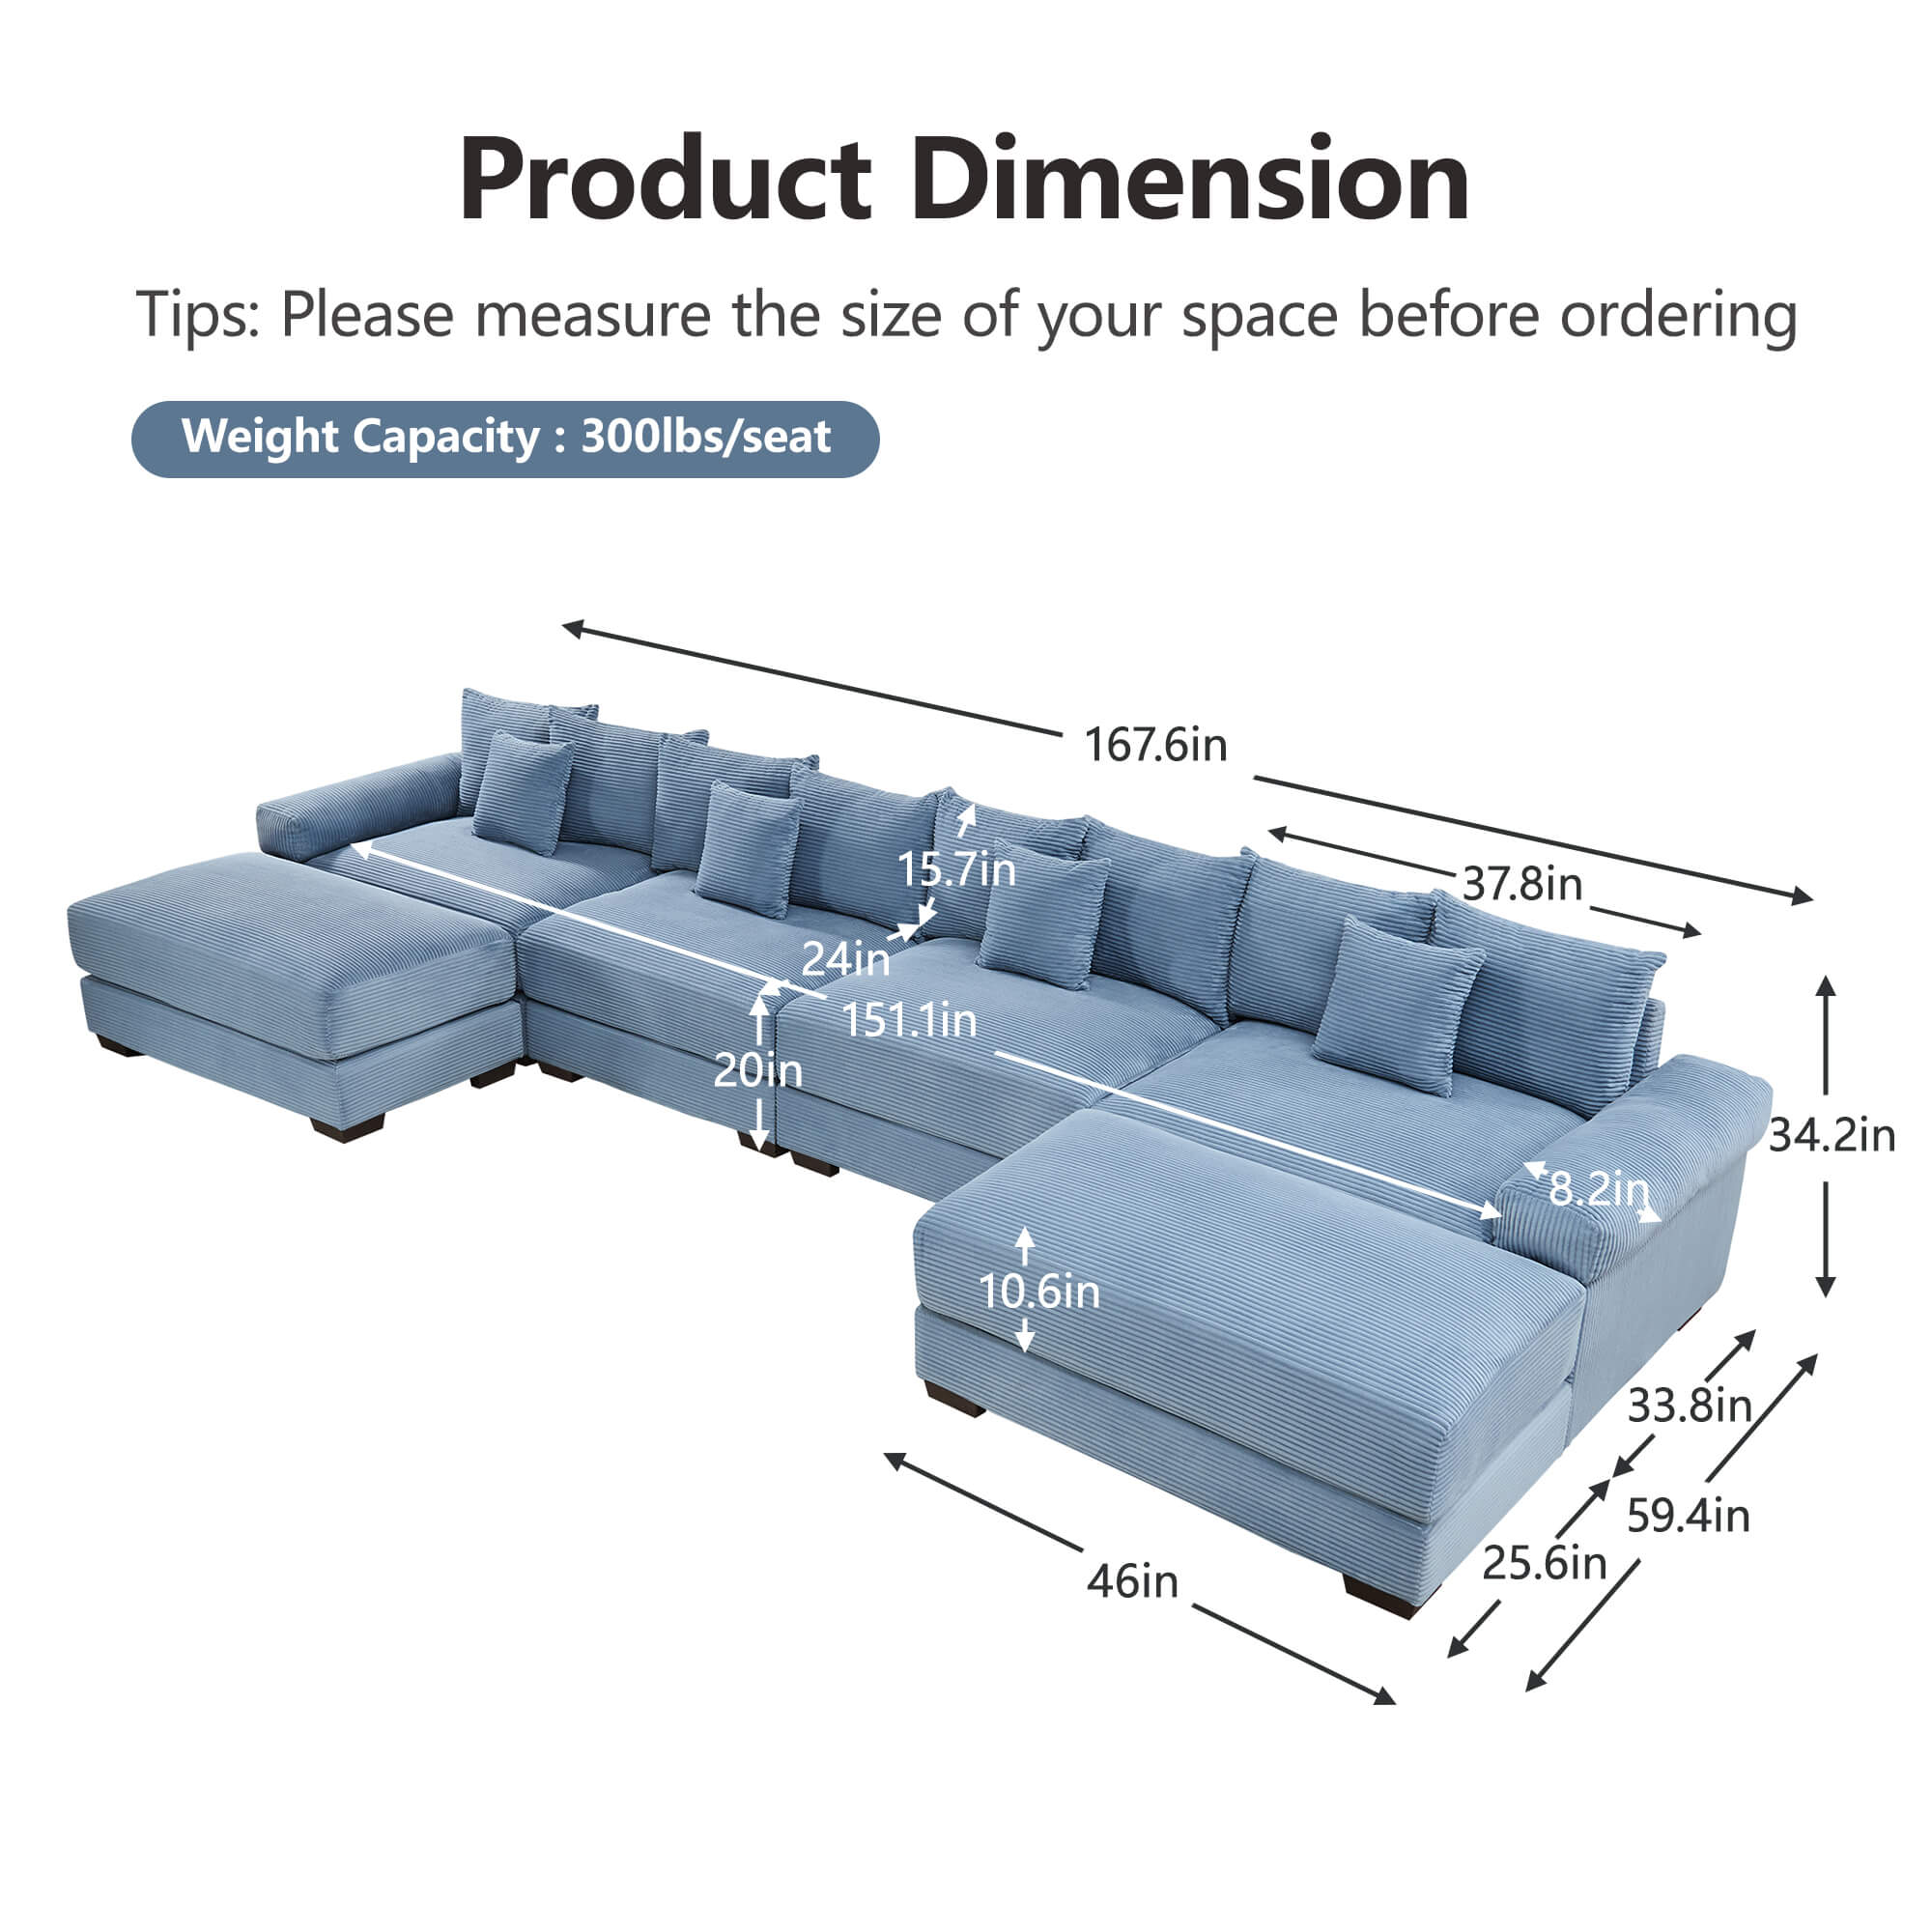 Product Dimension
Tips: Please measure the size of your space before ordering
Weight Capacity : 300lbs/seat
167.6in
15.7in
37.8in
24in
151.1in
20in
34.2in
8.2in
10.6in
33.8in
59.4in
25.6in
46in